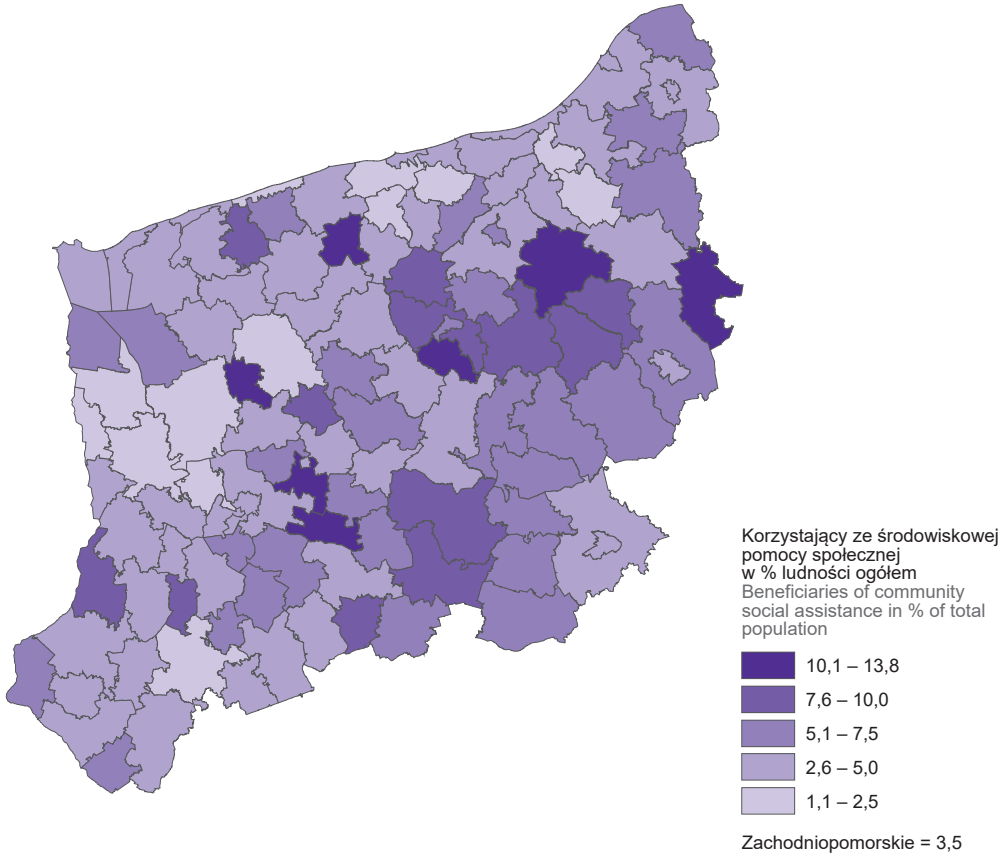 Korzystający ze środowiskowej
pomocy społecznej
w % ludności ogółem
Beneficiaries of community
social assistance in % of total
population
10,1 – 13,8
7,6 – 10,0
5,1 – 7,5
2,6 – 5,0
1,1 – 2,5
Zachodniopomorskie = 3,5